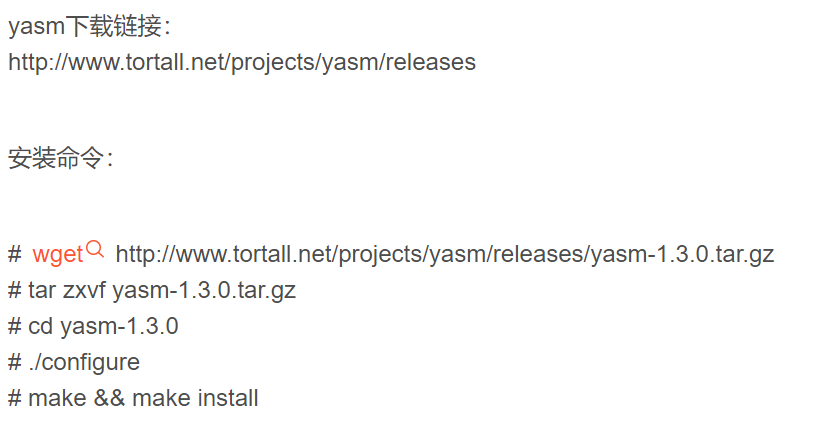 yasm下载链接：
http://www.tortall.net/projects/yasm/releases
安装命令：
# wget http://www.tortall.net/projects/yasm/releases/yasm-1.3.0.tar.gz
# tar zxvf yasm-1.3.0.tar.gz
# cd yasm-1.3.0
# ./configure
# make && make install